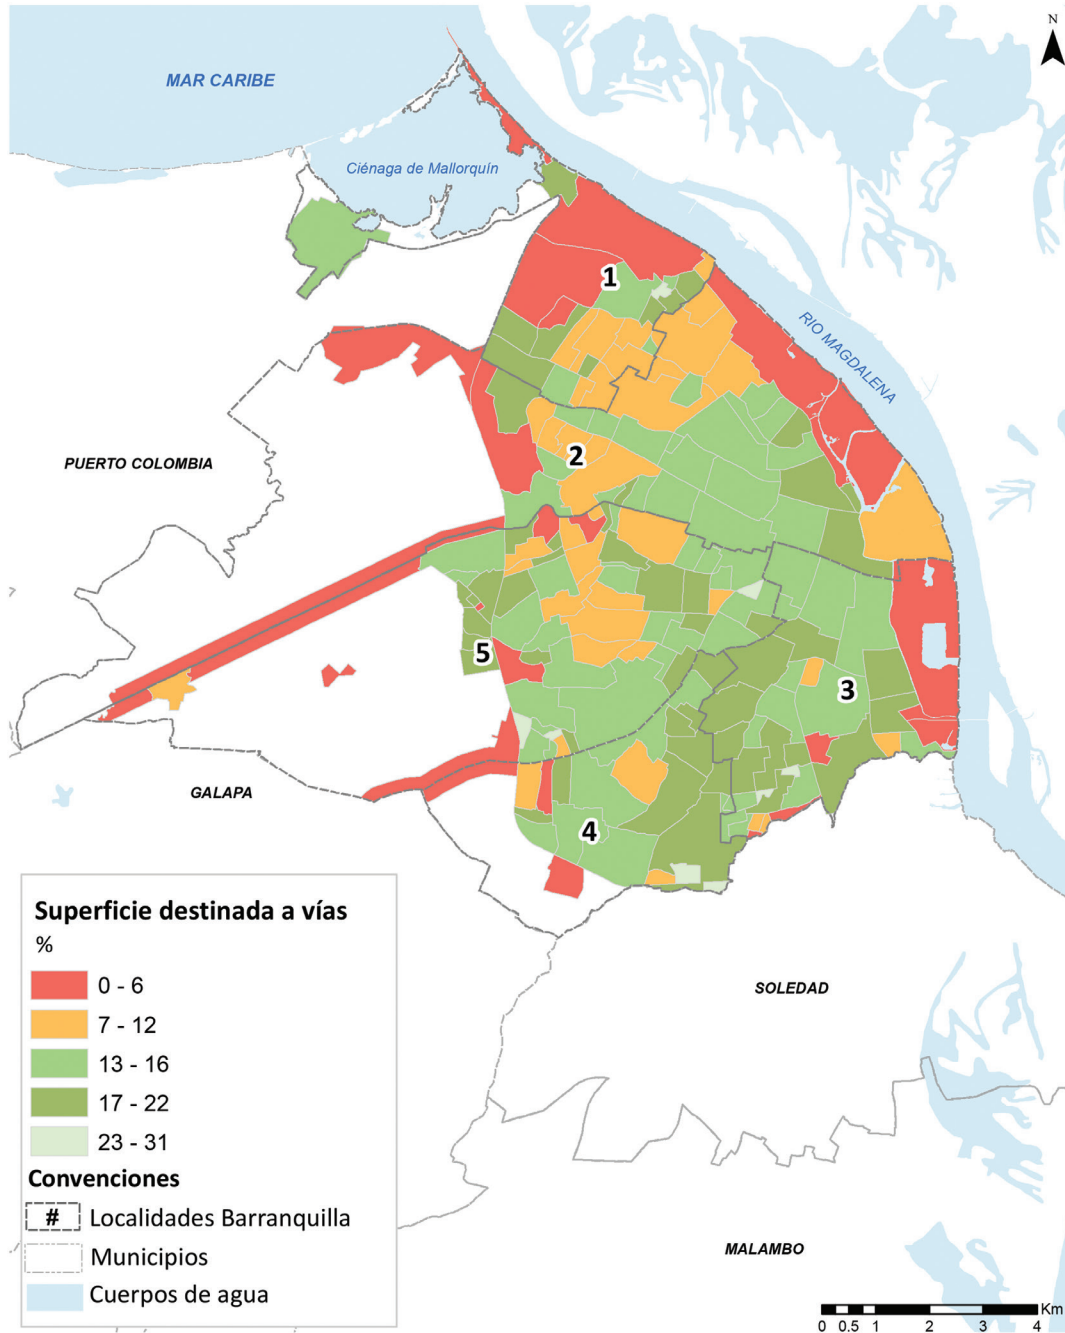 N
MAR CARIBE
Ciénaga de Mallorquín
1
RIO MAGDALENA
2
PUERTO COLOMBIA
5
3
GALAPA
4
Superficie destinada a vías
%
0 - 6
7 - 12
13 - 16
17 - 22
23 - 31
Convenciones
# Localidades Barranquilla
Municipios
Cuerpos de agua
SOLEDAD
MALAMBO
Km
0 0.5 1 2 3 4